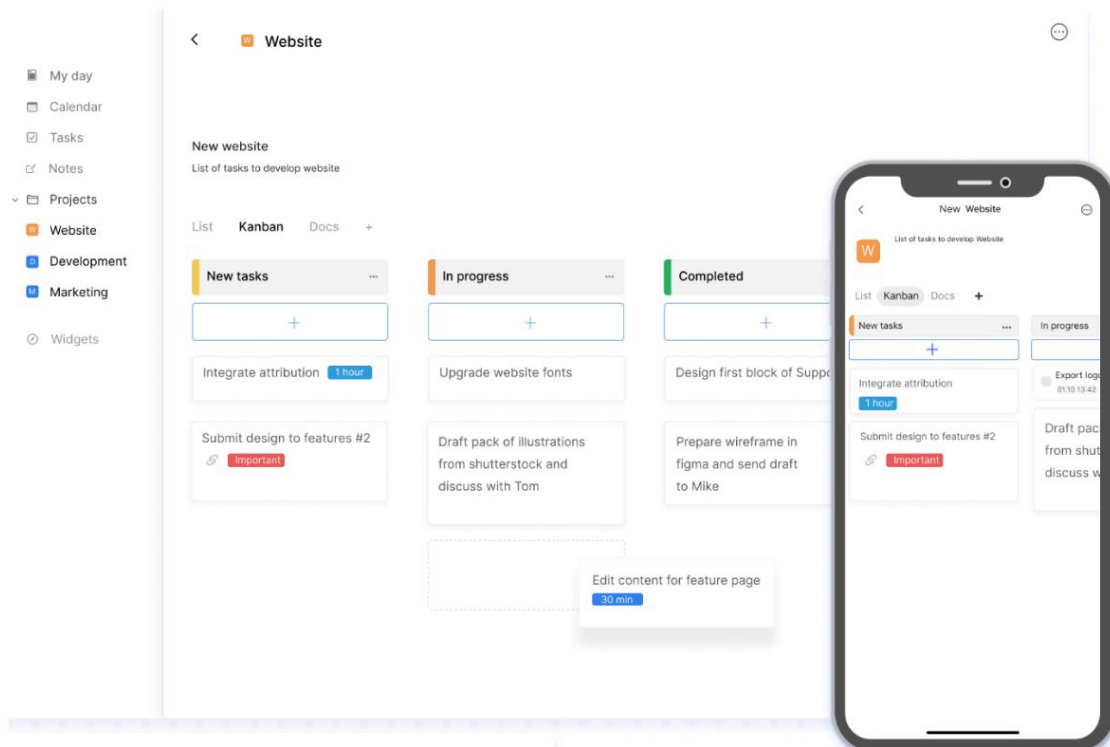 W Website
My day
Calendar
Tasks
Notes
Projects
W Website
D Development
M Marketing
Widgets
New website
List of tasks to develop website
List Kanban Docs +
New tasks
In progress
Completed
+
+
+
Integrate attribution 1 hour
Upgrade website fonts
Design first block of
Submit design to features #2
Important
Draft pack of illustrations
from shutterstock and
discuss with Tom
Prepare wireframe in
figma and send draft
to Mike
Edit content for feature page
30 min
New Website
W
List of tasks to develop Website
List Kanban Docs +
New tasks
In progress
+
Integrate attribution
1 hour
Export
01.10 13:42
Submit design to features #2
Important
Draft
from
discuss